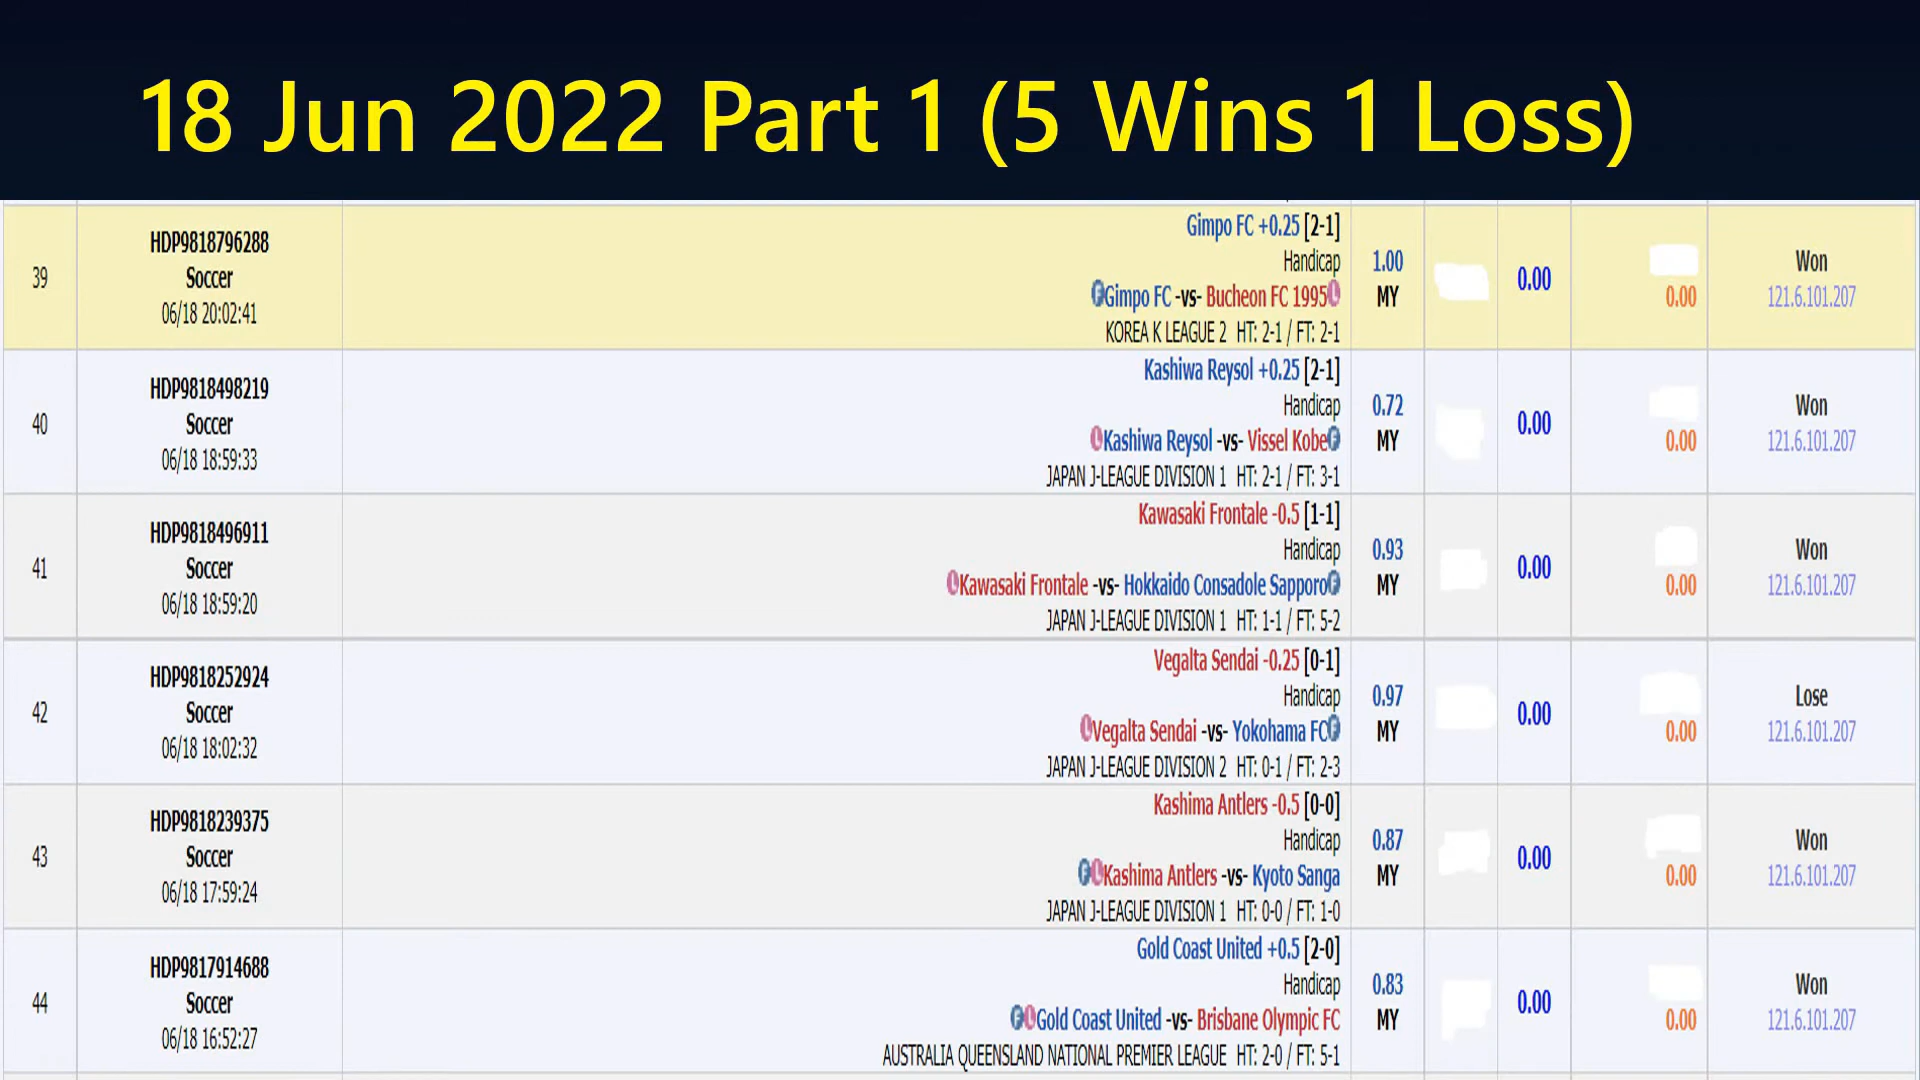 18 Jun 2022 Part 1 (5 Wins 1 Loss)
39
HDP9818796288
Soccer
06/18 20:02:41
Gimpo FC +0.25 [2-1]
Handicap
F Gimpo FC -vs- Bucheon FC 1995 L
KOREA K LEAGUE 2 HT: 2-1 / FT: 2-1
1.00
MY
0.00
0.00
Won
121.6.101.207
40
HDP9818498219
Soccer
06/18 18:59:33
Kashiwa Reysol +0.25 [2-1]
Handicap
L Kashiwa Reysol -vs- Vissel Kobe F
JAPAN J-LEAGUE DIVISION 1 HT: 2-1 / FT: 3-1
0.72
MY
0.00
0.00
Won
121.6.101.207
41
HDP9818496911
Soccer
06/18 18:59:20
Kawasaki Frontale -0.5 [1-1]
Handicap
L Kawasaki Frontale -vs- Hokkaido Consadole Sapporo F
JAPAN J-LEAGUE DIVISION 1 HT: 1-1 / FT: 5-2
0.93
MY
0.00
0.00
Won
121.6.101.207
42
HDP9818252924
Soccer
06/18 18:02:32
Vegalta Sendai -0.25 [0-1]
Handicap
L Vegalta Sendai -vs- Yokohama FC F
JAPAN J-LEAGUE DIVISION 2 HT: 0-1 / FT: 2-3
0.97
MY
0.00
0.00
Lose
121.6.101.207
43
HDP9818239375
Soccer
06/18 17:59:24
Kashima Antlers -0.5 [0-0]
Handicap
F L Kashima Antlers -vs- Kyoto Sanga
JAPAN J-LEAGUE DIVISION 1 HT: 0-0 / FT: 1-0
0.87
MY
0.00
0.00
Won
121.6.101.207
44
HDP9817914688
Soccer
06/18 16:52:27
Gold Coast United +0.5 [2-0]
Handicap
F L Gold Coast United -vs- Brisbane Olympic FC
AUSTRALIA QUEENSLAND NATIONAL PREMIER LEAGUE HT: 2-0 / FT: 5-1
0.83
MY
0.00
0.00
Won
121.6.101.207